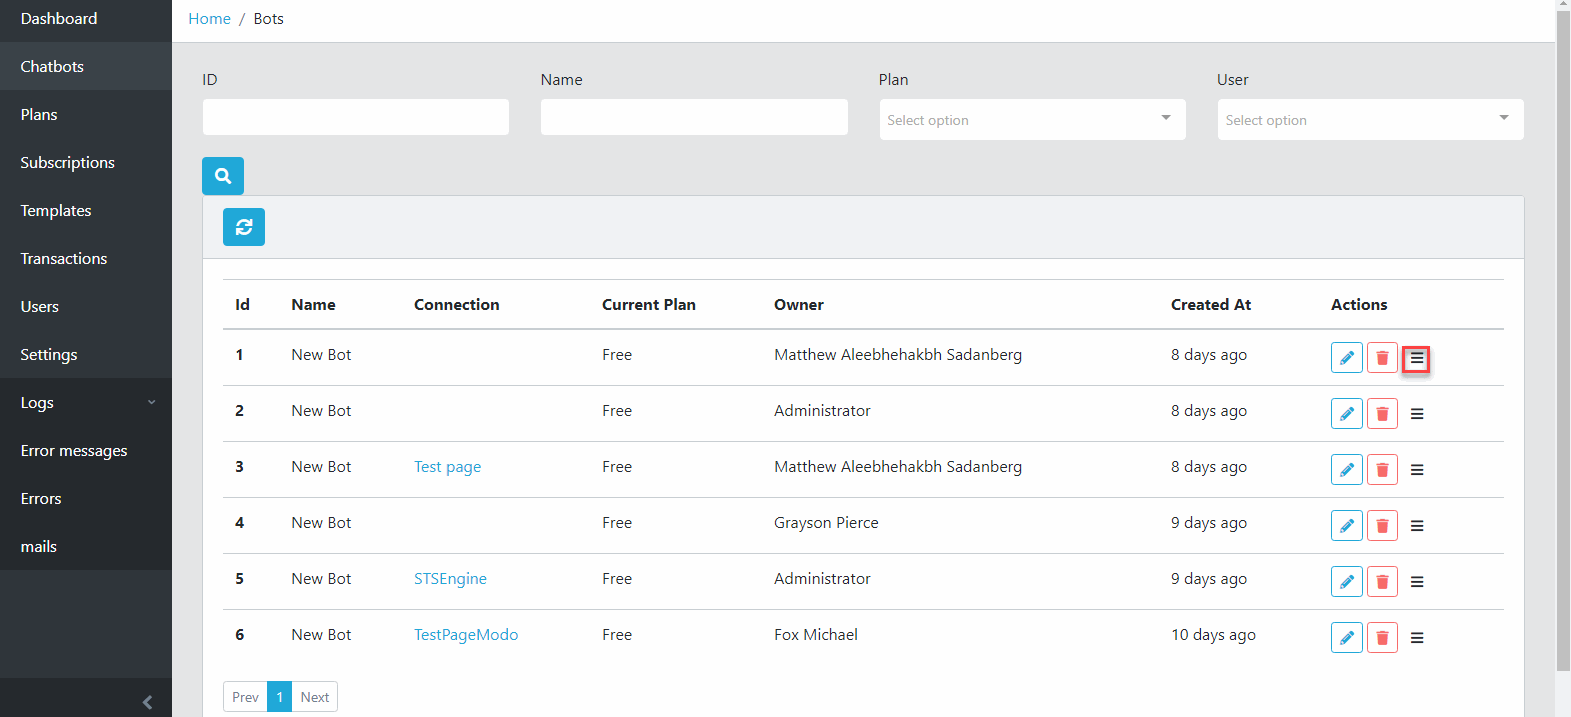 Dashboard
Chatbots
Plans
Subscriptions
Templates
Transactions
Users
Settings
Logs
Error messages
Errors
mails
Home / Bots
ID Name Plan User
Select option Select option
Id Name Connection Current Plan Owner Created At Actions
1 New Bot Free Matthew Aleebhehakbh Sadanberg 8 days ago
2 New Bot Free Administrator 8 days ago
3 New Bot Test page Free Matthew Aleebhehakbh Sadanberg 8 days ago
4 New Bot Free Grayson Pierce 9 days ago
5 New Bot STSEngine Free Administrator 9 days ago
6 New Bot TestPageModo Free Fox Michael 10 days ago
Prev 1 Next